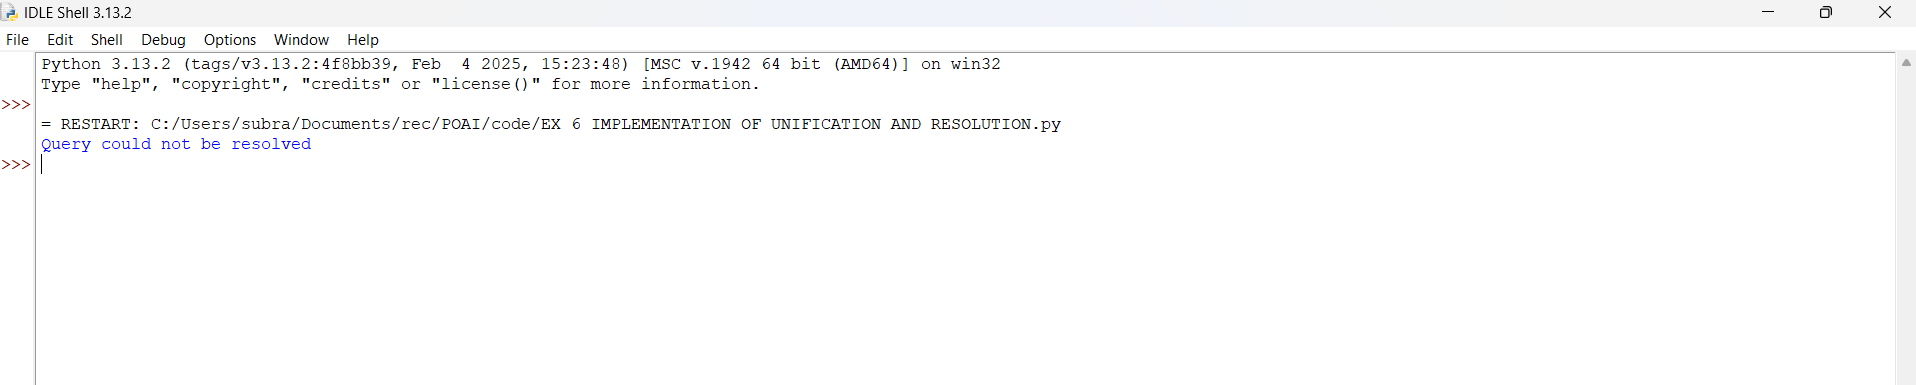 IDLE Shell 3.13.2
File Edit Shell Debug Options Window Help
Python 3.13.2 (tags/v3.13.2:4f8bb39, Feb  4 2025, 15:23:48) [MSC v.1942 64 bit (AMD64)] on win32
Type "help", "copyright", "credits" or "license()" for more information.
>>>
= RESTART: C:/Users/subra/Documents/rec/POAI/code/EX 6 IMPLEMENTATION OF UNIFICATION AND RESOLUTION.py
Query could not be resolved
>>>